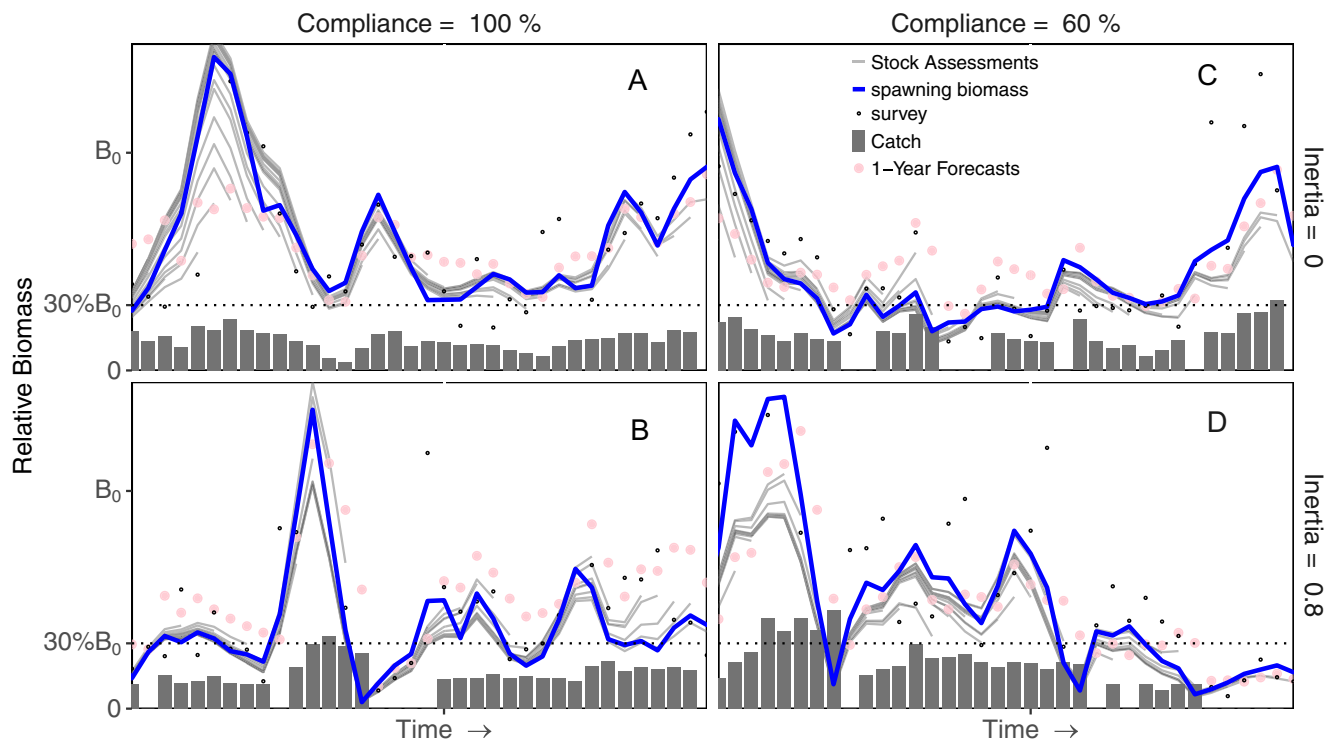 Compliance = 100 %
Compliance = 60 %
A
C
Stock Assessments
spawning biomass
survey
Catch
1−Year Forecasts
B0
30%B0
0
Inertia = 0
Relative Biomass
B
D
B0
30%B0
0
Inertia = 0.8
Time →
Time →